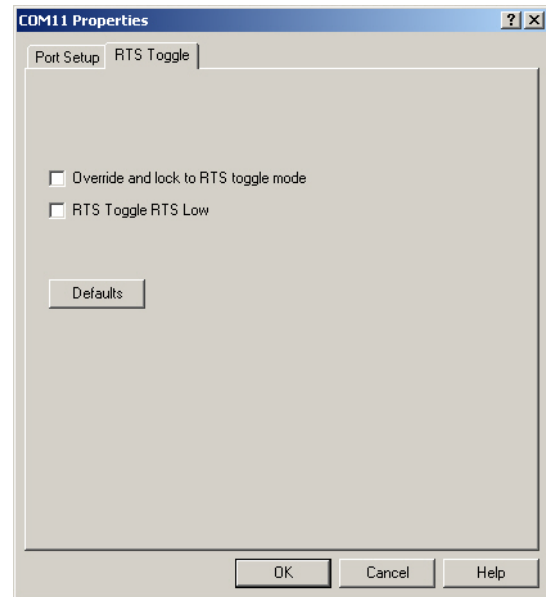 COM11 Properties
Port Setup RTS Toggle
Override and lock to RTS toggle mode
RTS Toggle RTS Low
Defaults
OK Cancel Help